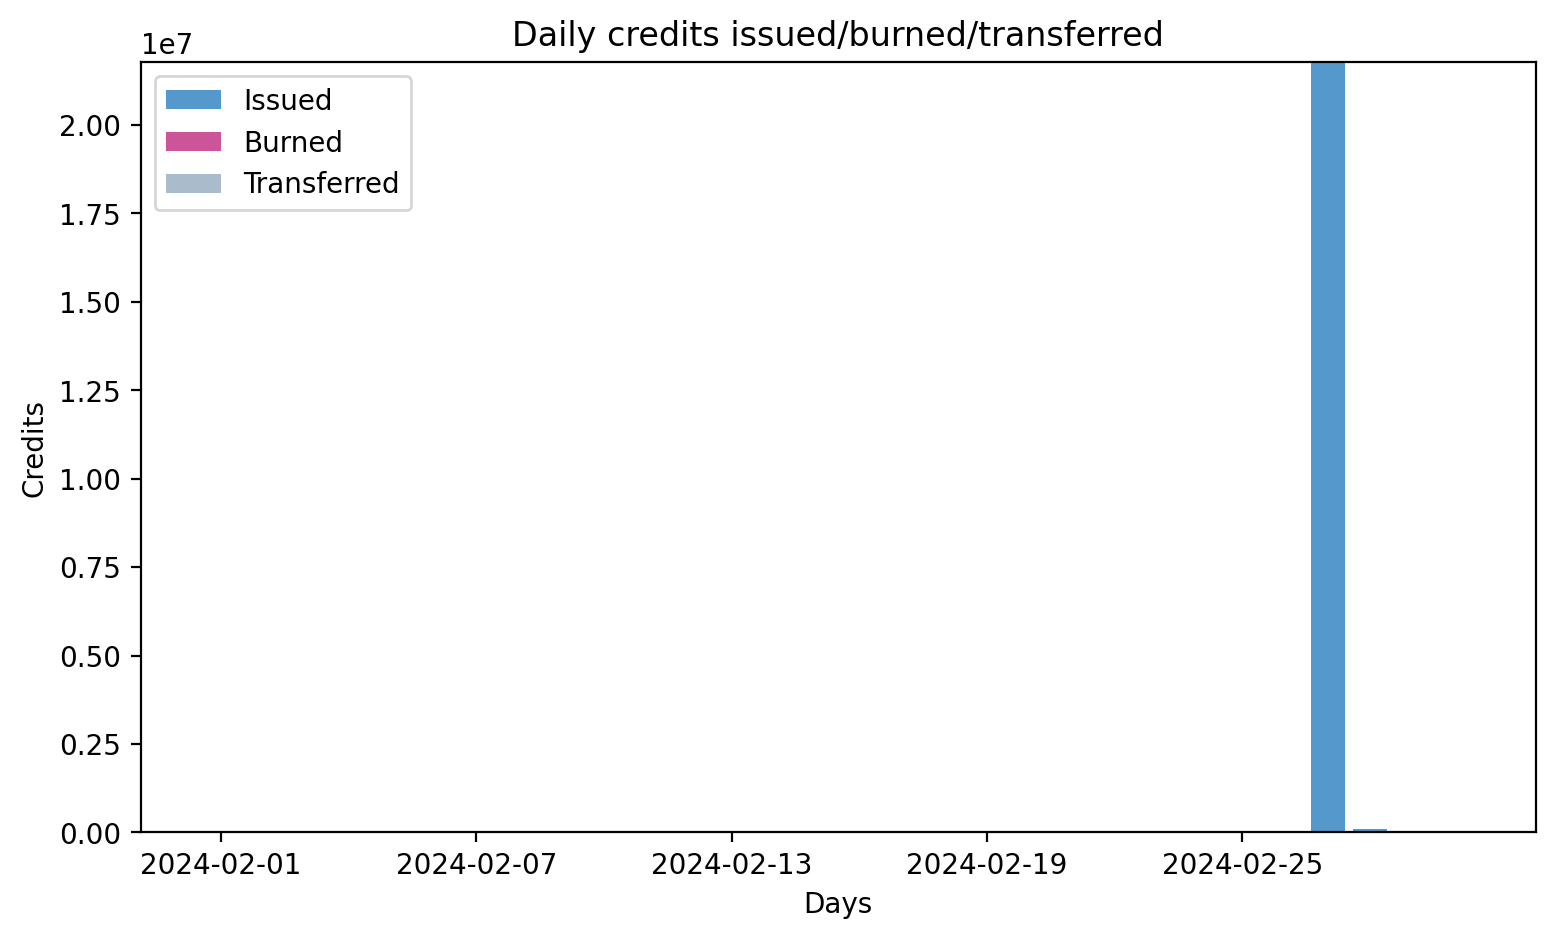 Daily credits issued/burned/transferred
1e7
Issued
Burned
Transferred
2.00
1.75
1.50
1.25
1.00
0.75
0.50
0.25
0.00
Credits
2024-02-01
2024-02-07
2024-02-13
2024-02-19
2024-02-25
Days